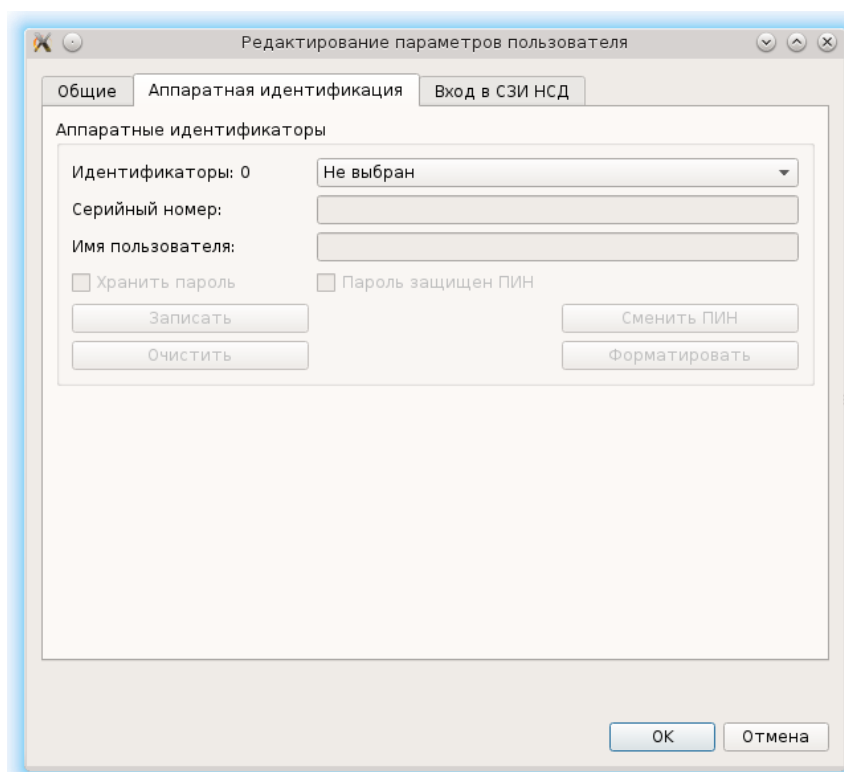 Редактирование параметров пользователя
Общие Аппаратная идентификация Вход в СЗИ НСД
Аппаратные идентификаторы
Идентификаторы: 0 Не выбран
Серийный номер:
Имя пользователя:
Хранить пароль Пароль защищен ПИН
Записать Сменить ПИН
Очистить Форматировать
OK Отмена